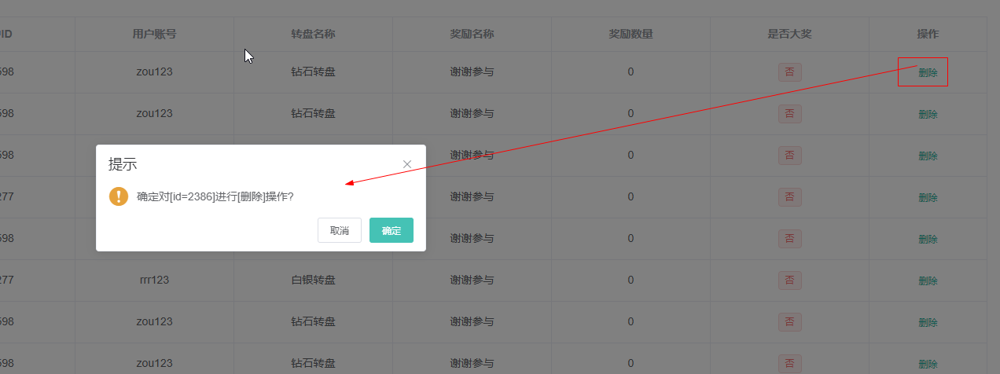 ID 用户账号 转盘名称 奖励名称 奖励数量 是否大奖 操作
598 zou123 钻石转盘 谢谢参与 0 否 删除
598 zou123 钻石转盘 谢谢参与 0 否 删除
598 谢谢参与 0 否 删除
提示
277 谢谢参与 0 否 删除
确定对[id=2386]进行[删除]操作?
598 谢谢参与 0 否 删除
取消 确定
277 rrr123 白银转盘 谢谢参与 0 否 删除
598 zou123 钻石转盘 谢谢参与 0 否 删除
598 zou123 钻石转盘 谢谢参与 0 否 删除